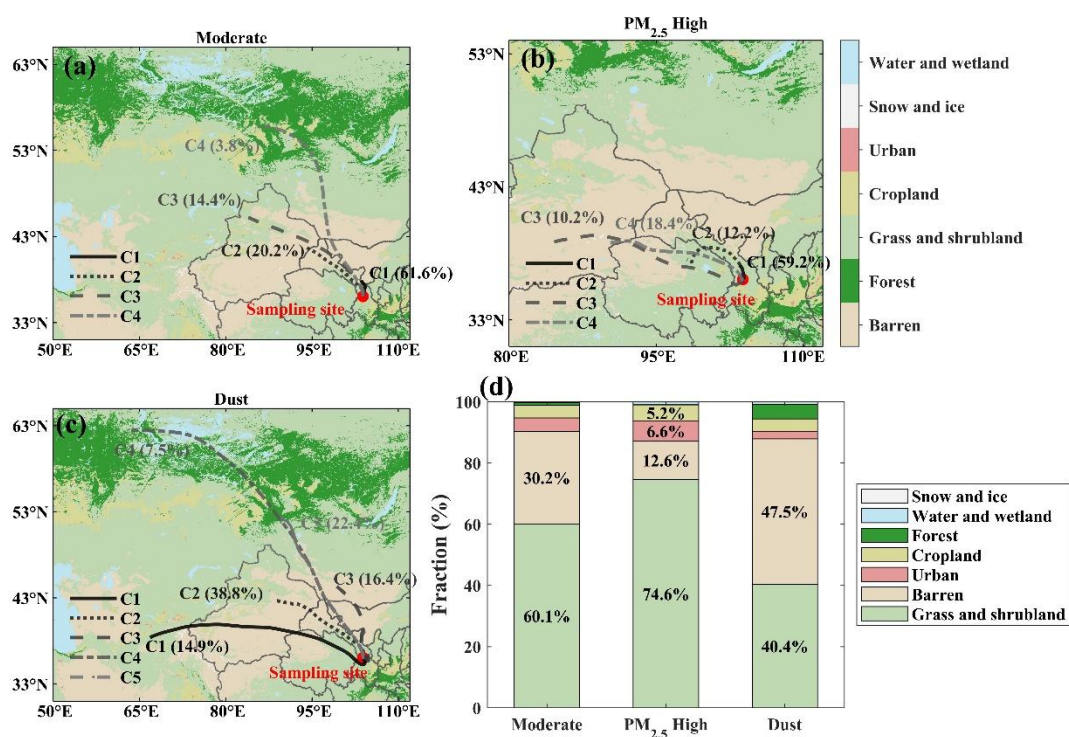 Moderate
(a)
63°N
53°N
43°N
33°N
C4 (3.8%)
C3 (14.4%)
C2 (20.2%)
C1 (61.6%)
C1
C2
C3
C4
Sampling site
50°E
65°E
80°E
95°E
112°E
PM2.5 High
(b)
53°N
43°N
33°N
C3 (10.2%)
C4 (18.4%)
C2 (12.2%)
C1 (59.2%)
C1
C2
C3
C4
Sampling site
80°E
95°E
110°E
Water and wetland
Snow and ice
Urban
Cropland
Grass and shrubland
Forest
Barren
Dust
(c)
63°N
53°N
43°N
33°N
C4 (7.5%)
C3 (16.4%)
C2 (38.8%)
C1 (14.9%)
C1
C2
C3
C4
C5
Sampling site
50°E
65°E
80°E
95°E
112°E
(d)
Fraction (%)
100
80
60
40
20
0
30.2%
60.1%
5.2%
6.6%
12.6%
74.6%
47.5%
40.4%
Moderate
PM2.5 High
Dust
Snow and ice
Water and wetland
Forest
Cropland
Urban
Barren
Grass and shrubland